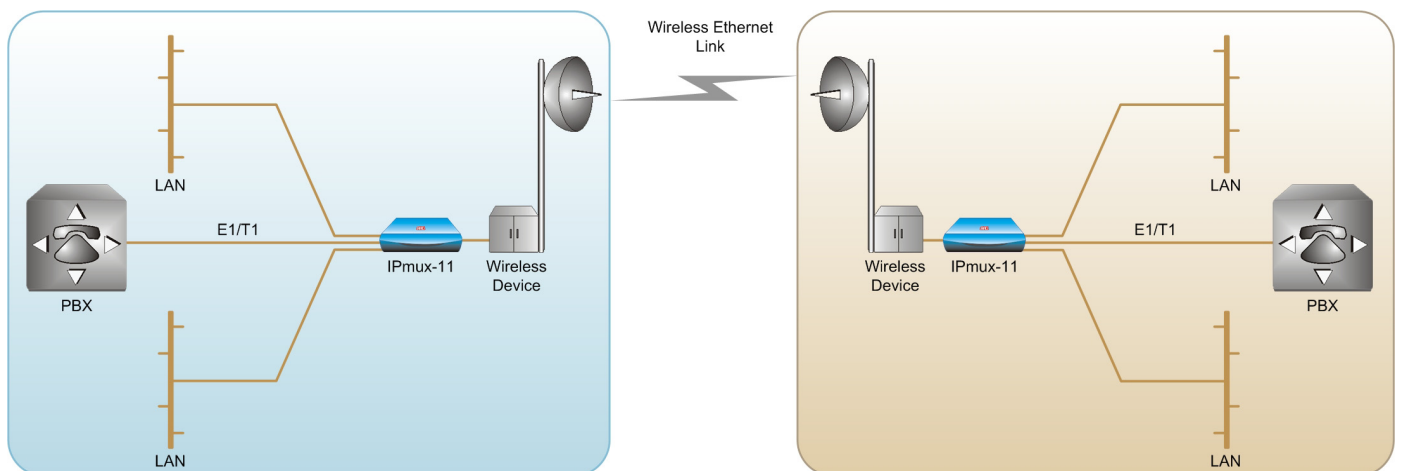 Wireless Ethernet
Link
LAN
E1/T1
PBX
IPmux-11
Wireless
Device
LAN
LAN
E1/T1
Wireless
Device
IPmux-11
PBX
LAN